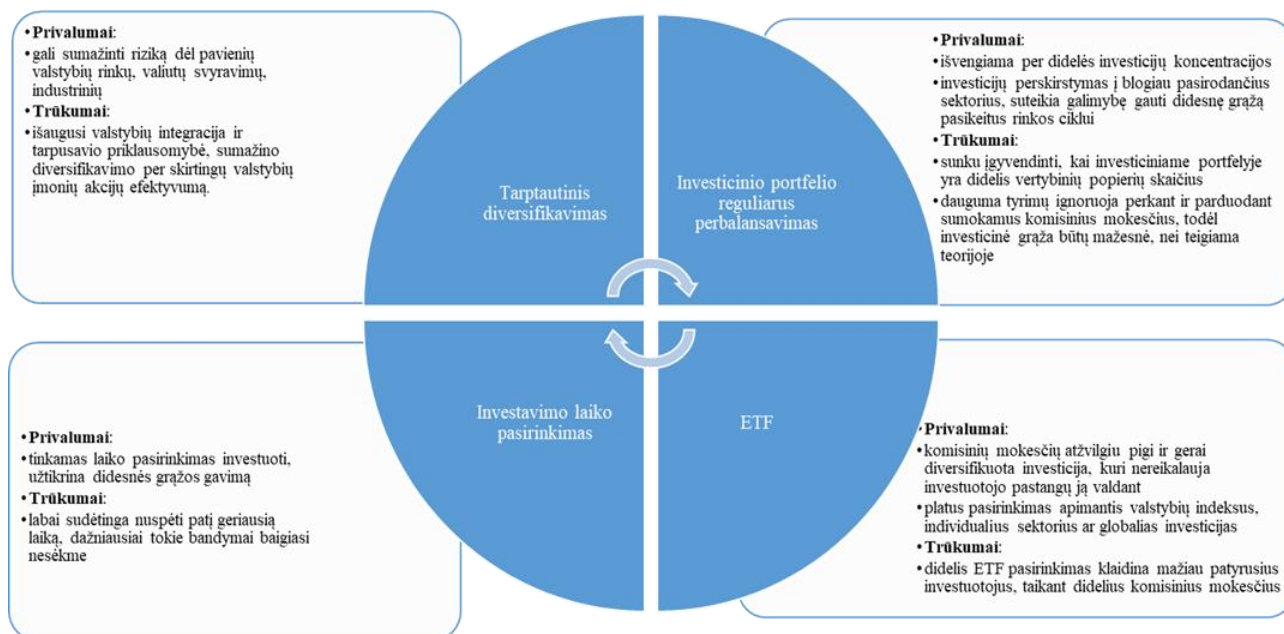 • Privalumai:
• gali sumažinti riziką dėl pavienių
valstybių rinkų, valiutų svyravimų,
industrinių
• Trūkumai:
• išaugusi valstybių integracija ir
tarpusavio priklausomybė, sumažino
diversifikavimo per skirtingų valstybių
įmonių akcijų efektyvumą.
Tarptautinis
diversifikavimas
Investicinio portfelio
reguliarus
perbalansavimas
• Privalumai:
• išvengiama per didelės investicijų koncentracijos
• investicijų perskirstymas į blogiau pasirodančius
sektorius, suteikia galimybę gauti didesnę grąžą
pasikeitus rinkos ciklui
• Trūkumai:
• sunku įgyvendinti, kai investiciniame portfelyje
yra didelis vertybinių popierių skaičius
• dauguma tyrimų ignoruoja perkant ir parduodant
sumokamus komisinius mokesčius, todėl
investicinė grąža būtų mažesnė, nei teigiama
teorijoje
• Privalumai:
• tinkamas laiko pasirinkimas investuoti,
užtikrina didesnės grąžos gavimą
• Trūkumai:
• labai sudėtinga nuspėti patį geriausią
laiką, dažniausiai tokie bandymai baigiasi
nesėkme
Investavimo laiko
pasirinkimas
ETF
• Privalumai:
• komisinių mokesčių atžvilgiu pigi ir gerai
diversifikuota investicija, kuri nereikalauja
investuotojo pastangų ją valdant
• platus pasirinkimas apimantis valstybių indeksus,
individualius sektorius ar globalias investicijas
• Trūkumai:
• didelis ETF pasirinkimas klaidina mažiau patyrusius
investuotojus, taikant didelius komisinius mokesčius